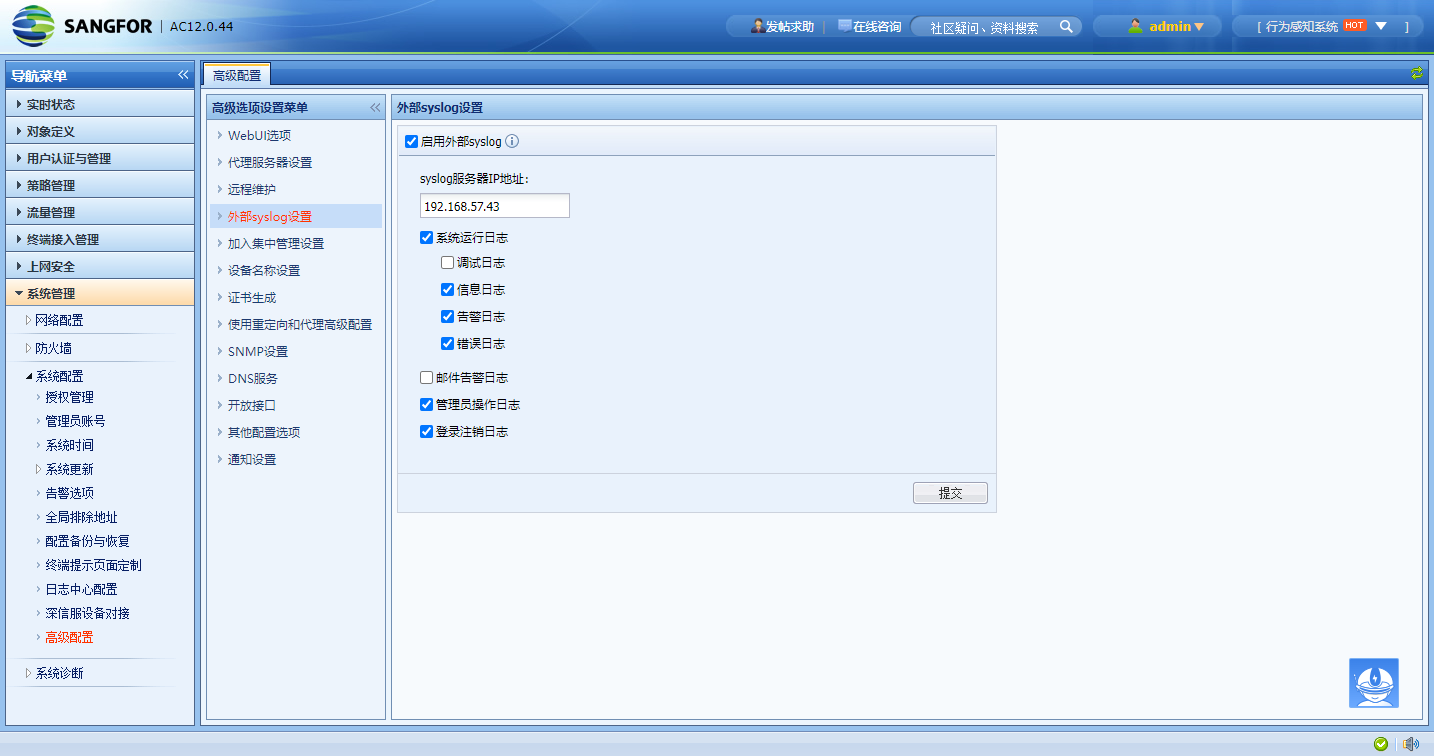 SANGFOR | AC12.0.44
发帖求助
在线咨询
社区疑问、资料搜索
admin
[ 行为感知系统 HOT ]
导航菜单
实时状态
对象定义
用户认证与管理
策略管理
流量管理
终端接入管理
上网安全
系统管理
网络配置
防火墙
系统配置
授权管理
管理员账号
系统时间
系统更新
告警选项
全局排除地址
配置备份与恢复
终端提示页面定制
日志中心配置
深信服设备对接
高级配置
系统诊断
高级配置
高级选项设置菜单
WebUI选项
代理服务器设置
远程维护
外部syslog设置
加入集中管理设置
设备名称设置
证书生成
使用重定向和代理高级配置
SNMP设置
DNS服务
开放接口
其他配置选项
通知设置
外部syslog设置
启用外部syslog
syslog服务器IP地址:
192.168.57.43
系统运行日志
调试日志
信息日志
告警日志
错误日志
邮件告警日志
管理员操作日志
登录注销日志
提交